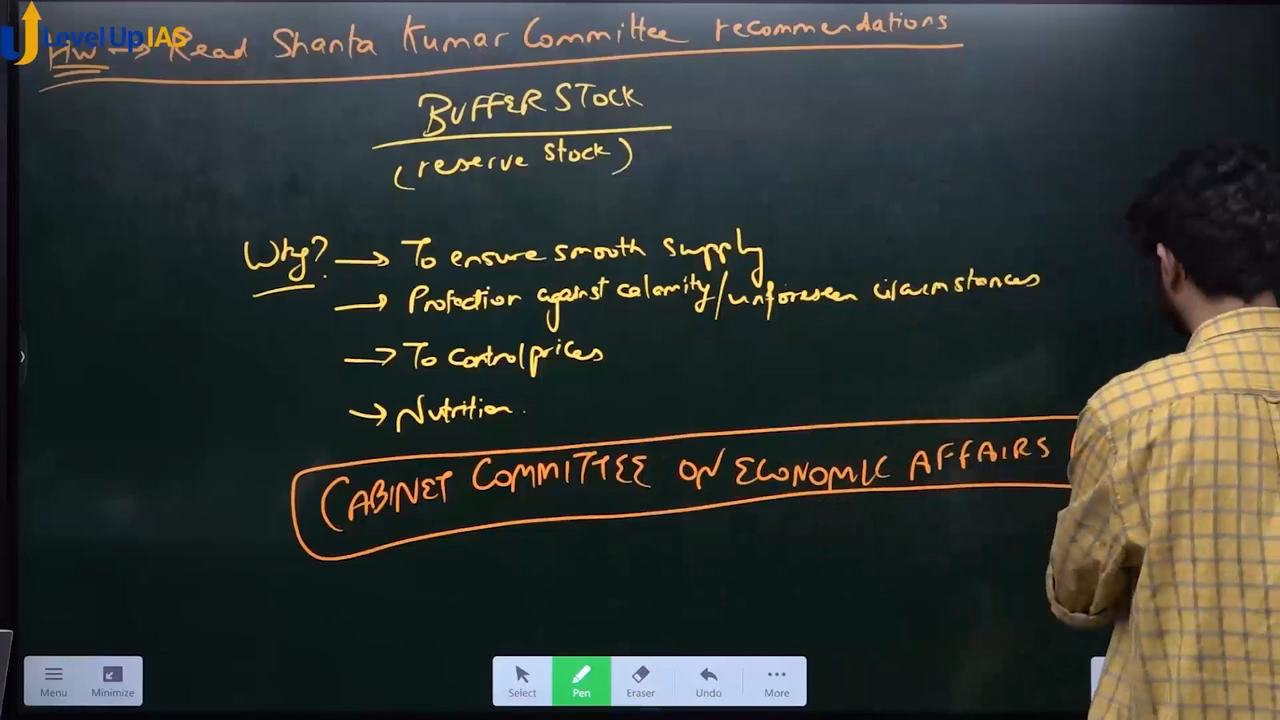 LevelUp IAS
HW → Read Shanta Kumar Committee recommendations
BUFFER STOCK
(reserve stock)
Why? → To ensure smooth supply
→ Protection against calamity/unforeseen circumstances
→ To control prices
→ Nutrition.
CABINET COMMITTEE ON ECONOMIC AFFAIRS
Menu Minimize Select Pen Eraser Undo More